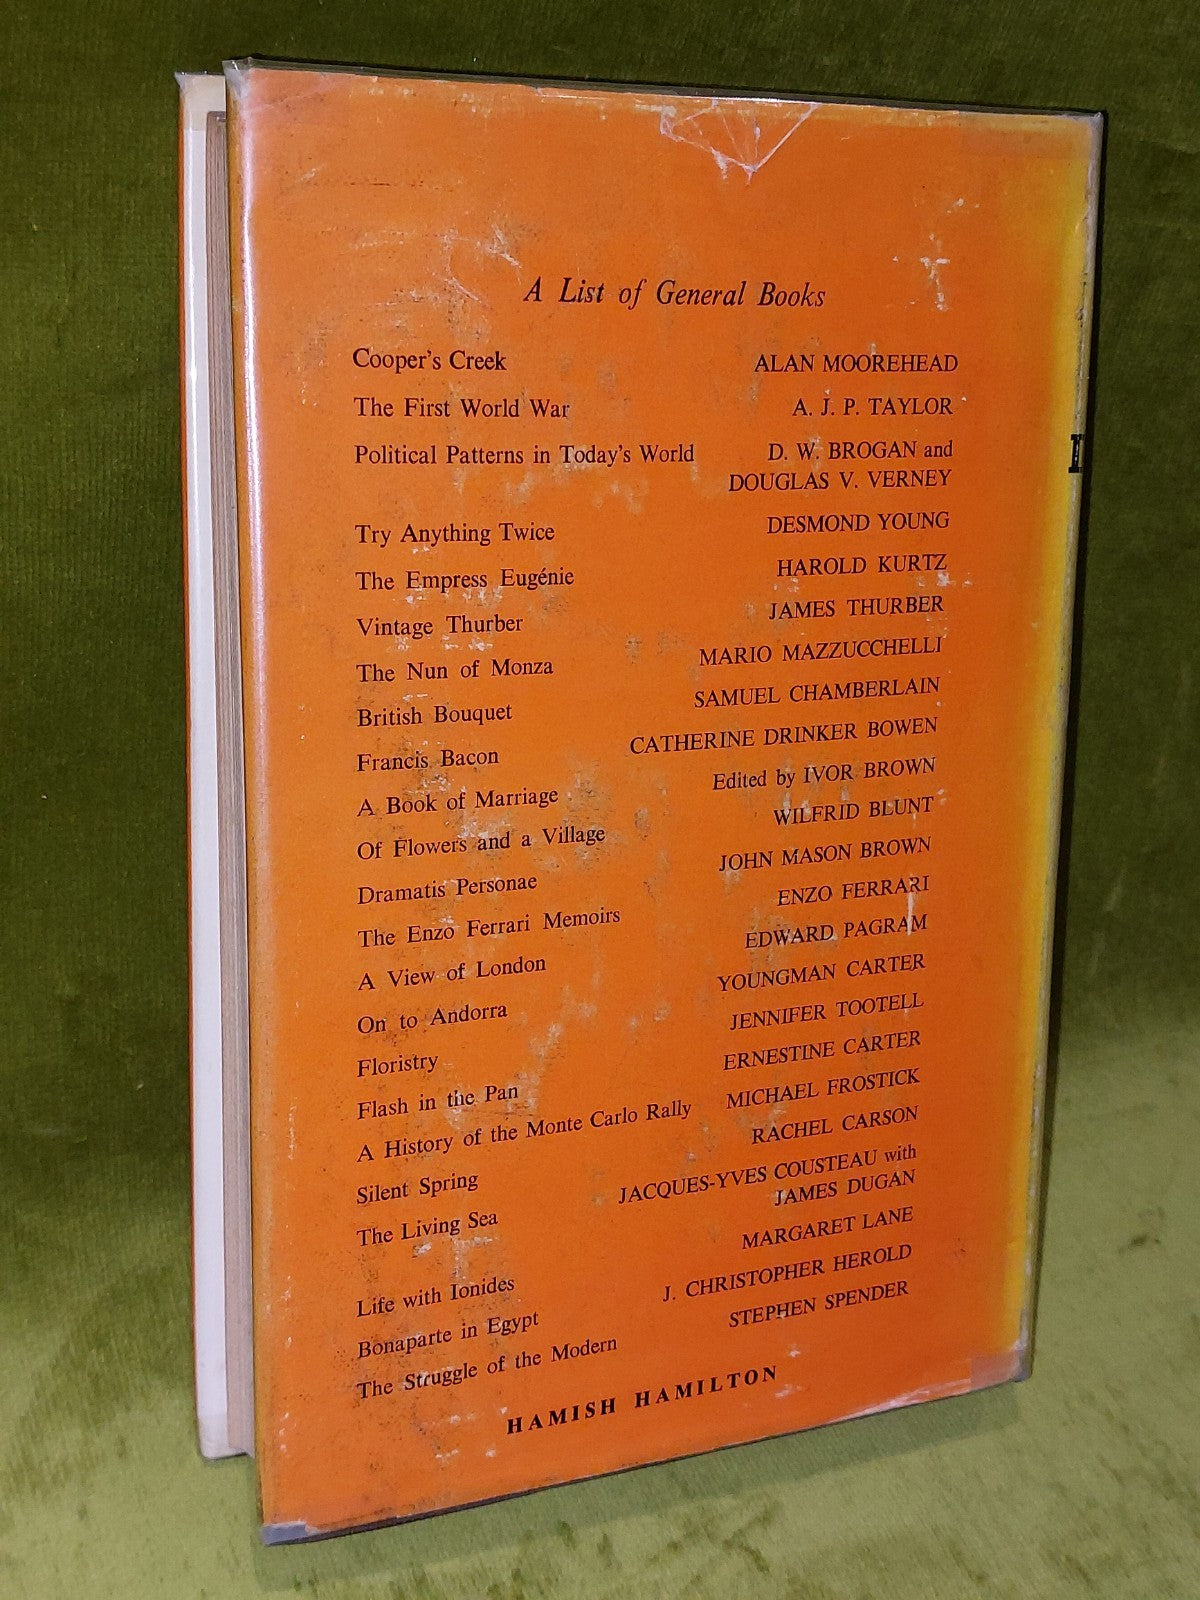 A List of General Books
Cooper's Creek ALAN MOOREHEAD
The First World War A. J. P. TAYLOR
Political Patterns in Today's World D. W. BROGAN and
DOUGLAS V. VERNEY
Try Anything Twice DESMOND YOUNG
The Empress Eugénie HAROLD KURTZ
Vintage Thurber JAMES THURBER
The Nun of Monza MARIO MAZZUCCHELLI
British Bouquet SAMUEL CHAMBERLAIN
Francis Bacon CATHERINE DRINKER BOWEN
A Book of Marriage Edited by IVOR BROWN
Of Flowers and a Village WILFRID BLUNT
Dramatis Personae JOHN MASON BROWN
The Enzo Ferrari Memoirs ENZO FERRARI
A View of London EDWARD PAGRAM
On to Andorra YOUNGMAN CARTER
Floristry JENNIFER TOOTELL
Flash in the Pan ERNESTINE CARTER
A History of the Monte Carlo Rally MICHAEL FROSTICK
Silent Spring RACHEL CARSON
The Living Sea JACQUES-YVES COUSTEAU with
JAMES DUGAN
Life with Ionides MARGARET LANE
Bonaparte in Egypt J. CHRISTOPHER HEROLD
The Struggle of the Modern STEPHEN SPENDER
HAMISH HAMILTON